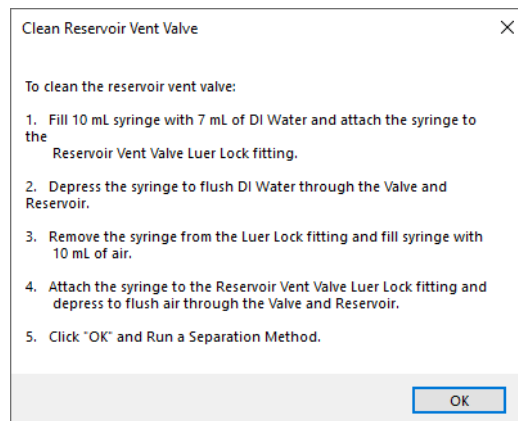 Clean Reservoir Vent Valve
To clean the reservoir vent valve:
1. Fill 10 mL syringe with 7 mL of DI Water and attach the syringe to
the
Reservoir Vent Valve Luer Lock fitting.
2. Depress the syringe to flush DI Water through the Valve and
Reservoir.
3. Remove the syringe from the Luer Lock fitting and fill syringe with
10 mL of air.
4. Attach the syringe to the Reservoir Vent Valve Luer Lock fitting and
depress to flush air through the Valve and Reservoir.
5. Click "OK" and Run a Separation Method.
OK